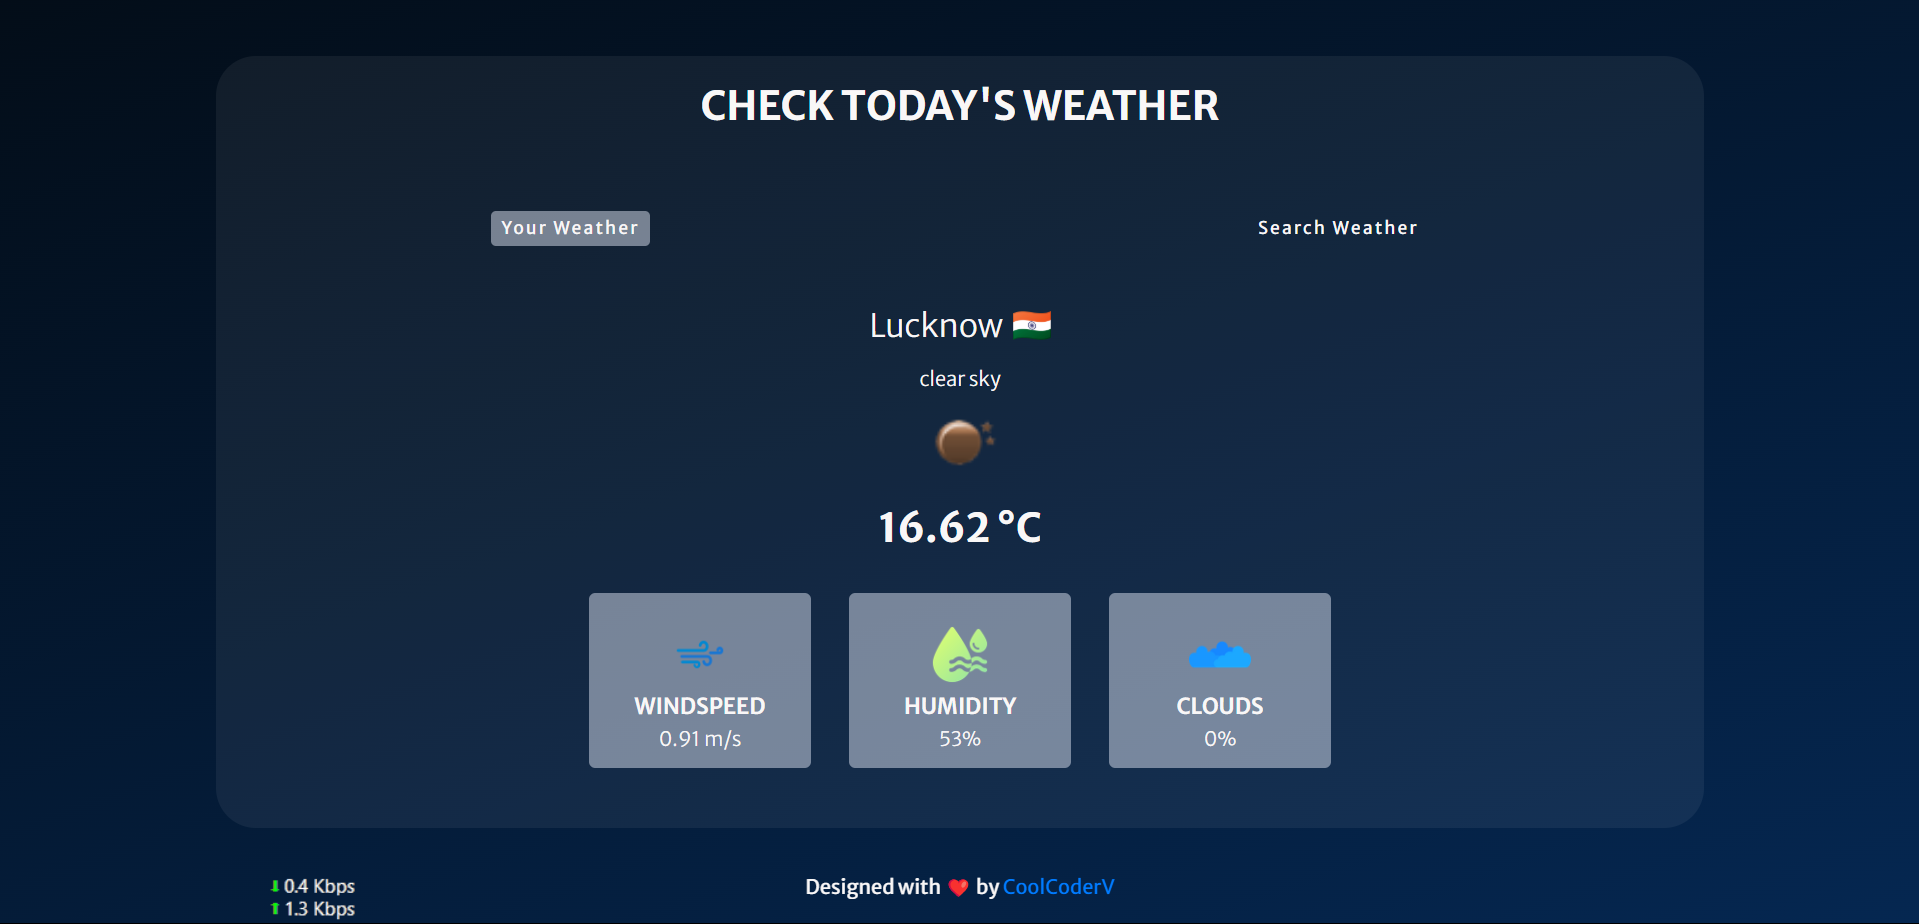 CHECK TODAY'S WEATHER
Your Weather
Search Weather
Lucknow
clear sky
16.62 °C
WINDSPEED
0.91 m/s
HUMIDITY
53%
CLOUDS
0%
Designed with ❤️ by CoolCoderV
0.4 Kbps
1.3 Kbps